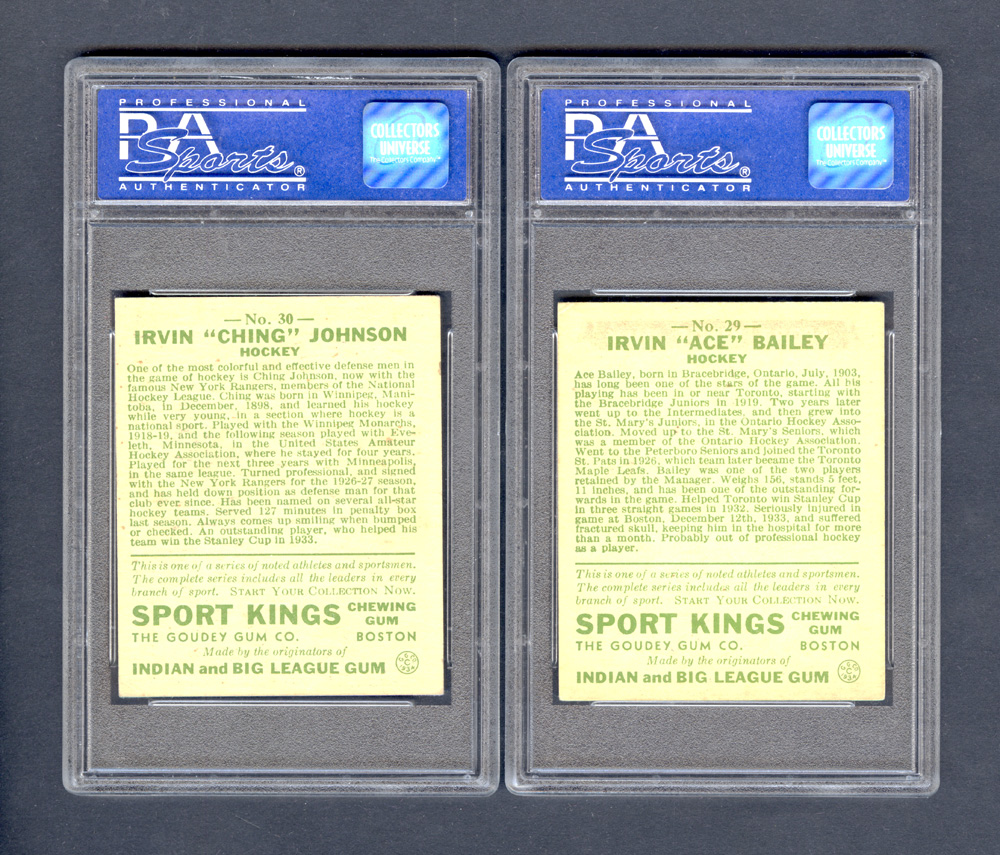 PROFESSIONAL
PSA
Sports®
AUTHENTICATOR
COLLECTORS
UNIVERSE
The Collectors Company™
— No. 30 —
IRVIN "CHING" JOHNSON
HOCKEY
One of the most colorful and effective defense men in
the game of hockey is Ching Johnson, now with the
famous New York Rangers, members of the National
Hockey League. Ching was born in Winnipeg, Mani-
toba, in December, 1898, and learned his hockey
while very young, in a section where hockey is a
national sport. Played with the Winnipeg Monarchs,
1918-19, and the following season played with Eve-
leth, Minnesota, in the United States Amateur
Hockey Association, where he stayed for four years.
Played for the next three years with Minneapolis,
in the same league. Turned professional, and signed
with the New York Rangers for the 1926-27 season,
and has held down position as defense man for that
club ever since. Has been named on several all-star
hockey teams. Served 127 minutes in penalty box
last season. Always comes up smiling when bumped
or checked. An outstanding player, who helped his
team win the Stanley Cup in 1933.
This is one of a series of noted athletes and sportsmen.
The complete series includes all the leaders in every
branch of sport. START YOUR COLLECTION NOW.
SPORT KINGS CHEWING GUM
THE GOUDEY GUM CO. BOSTON
Made by the originators of
INDIAN and BIG LEAGUE GUM
PROFESSIONAL
PSA
Sports®
AUTHENTICATOR
COLLECTORS
UNIVERSE
The Collectors Company™
— No. 29 —
IRVIN "ACE" BAILEY
HOCKEY
Ace Bailey, born in Bracebridge, Ontario, July, 1903,
has long been one of the stars of the game. All his
playing has been in or near Toronto, starting with
the Bracebridge Juniors in 1919. Two years later
went up to the Intermediates, and then grew into
the St. Mary's Juniors, in the Ontario Hockey Asso-
ciation. Moved up to the St. Mary's Seniors, which
was a member of the Ontario Hockey Association.
Went to the Peterboro Seniors and joined the Toronto
St. Pats in 1926, which team later became the Toronto
Maple Leafs. Bailey was one of the two players
retained by the Manager. Weighs 156, stands 5 feet,
11 inches, and has been one of the outstanding for-
wards in the game. Helped Toronto win Stanley Cup
in three straight games in 1932. Seriously injured in
game at Boston, December 12th, 1933, and suffered
fractured skull, keeping him in the hospital for more
than a month. Probably out of professional hockey
as a player.
This is one of a series of noted athletes and sportsmen.
The complete series includes all the leaders in every
branch of sport. START YOUR COLLECTION NOW.
SPORT KINGS CHEWING GUM
THE GOUDEY GUM CO. BOSTON
Made by the originators of
INDIAN and BIG LEAGUE GUM